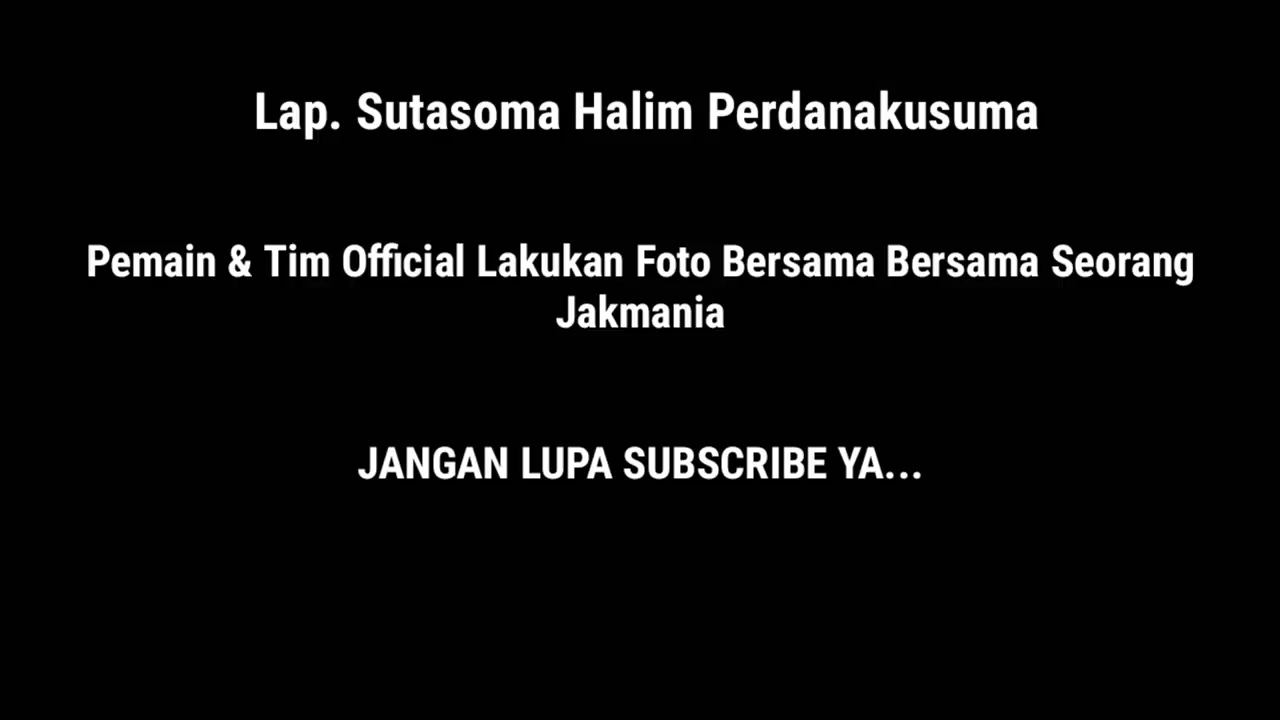 Lap. Sutasoma Halim Perdanakusuma
Pemain & Tim Official Lakukan Foto Bersama Bersama Seorang
Jakmania
JANGAN LUPA SUBSCRIBE YA...